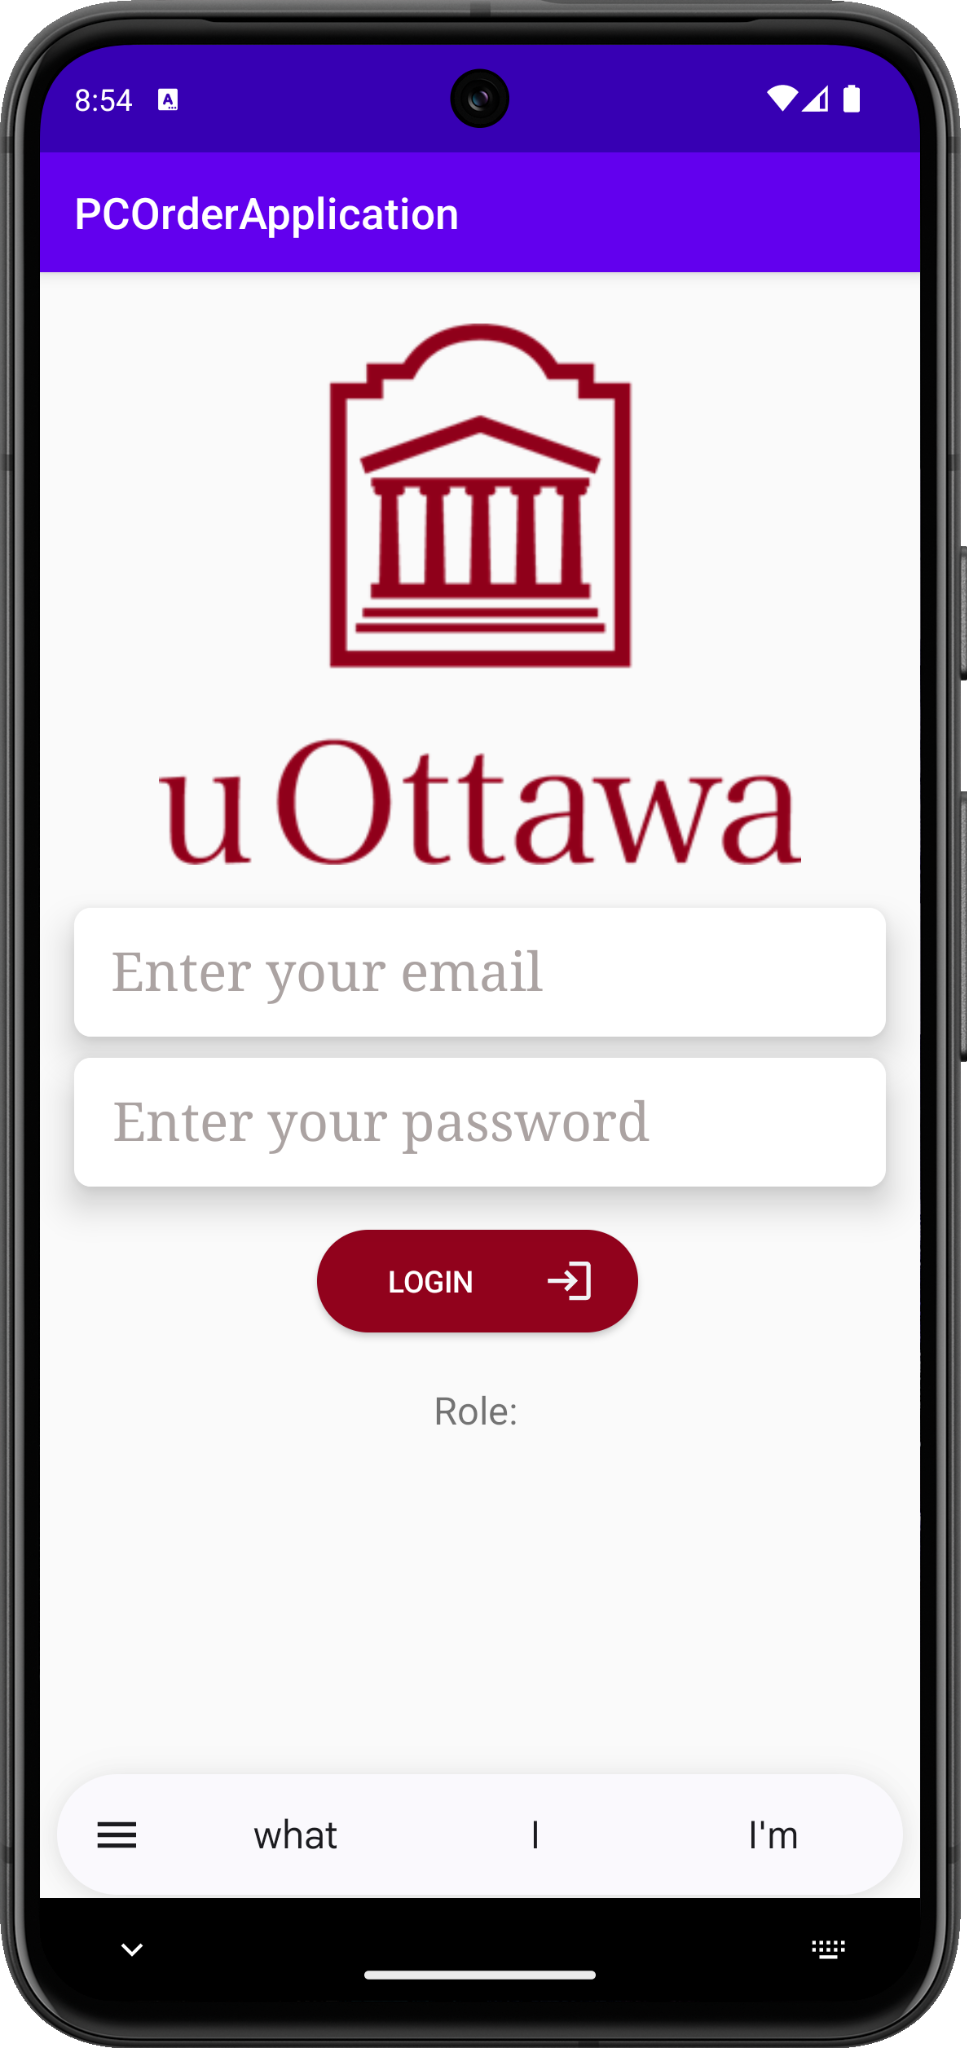 8:54 A
PCOrderApplication
uOttawa
Enter your email
Enter your password
LOGIN
Role:
what I I'm